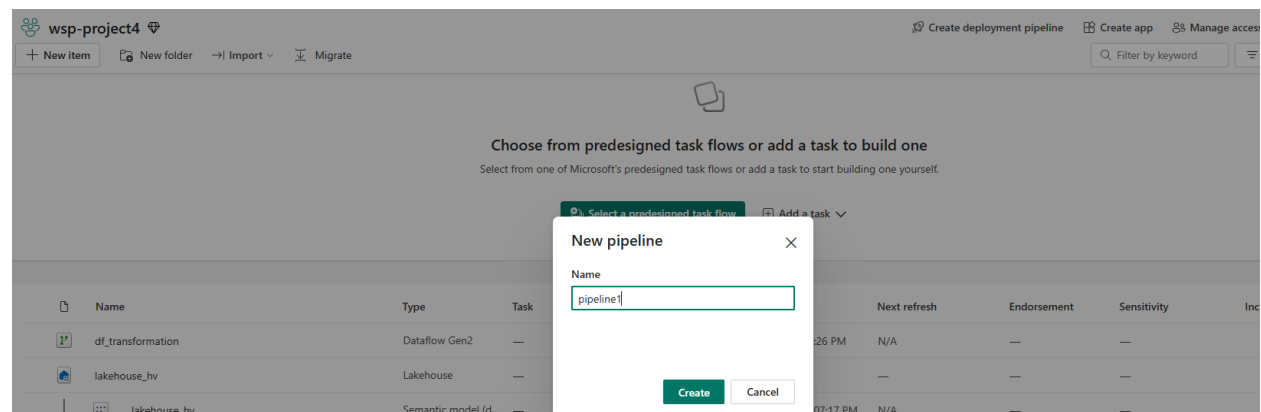 wsp-project4
Create deployment pipeline Create app Manage access
New item New folder Import Migrate Filter by keyword
Choose from predesigned task flows or add a task to build one
Select from one of Microsoft's predesigned task flows or add a task to start building one yourself.
Select a predesigned task flow Add a task
New pipeline
Name
pipeline1
Create Cancel
Name Type Task Next refresh Endorsement Sensitivity Inc
df_transformation Dataflow Gen2 — :26 PM N/A — —
lakehouse_hv Lakehouse — — — —
lakehouse_hv Semantic model (d — 07:17 PM N/A — —